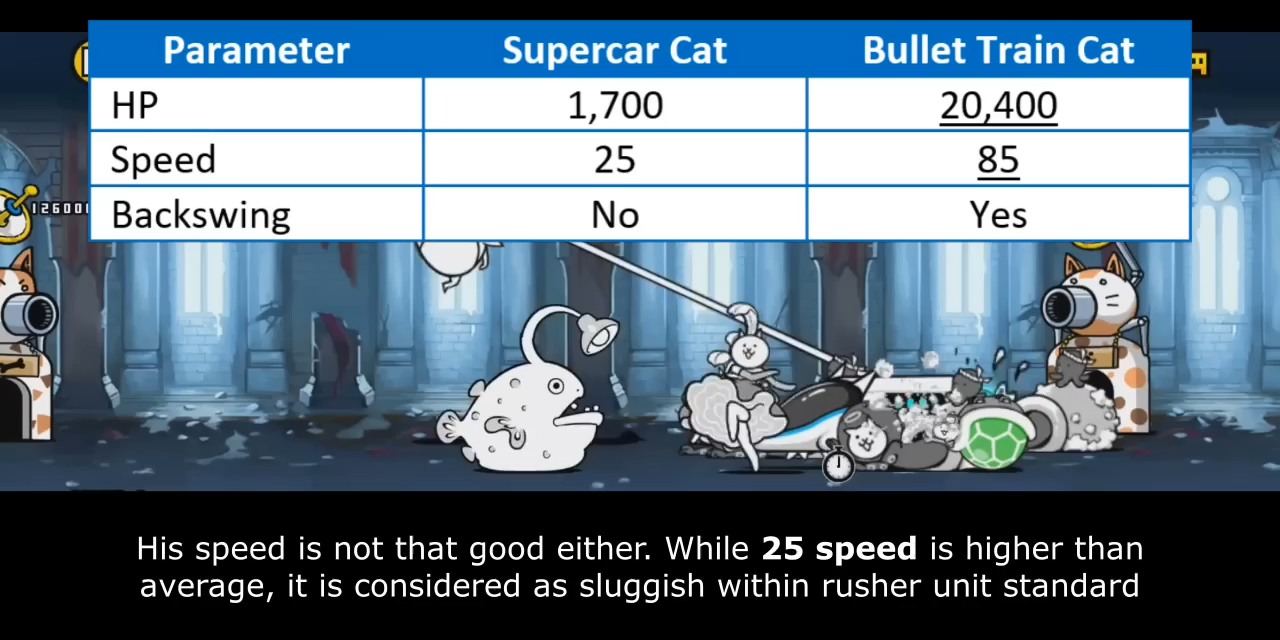 Parameter Supercar Cat Bullet Train Cat
HP 1,700 20,400
Speed 25 85
Backswing No Yes
His speed is not that good either. While 25 speed is higher than
average, it is considered as sluggish within rusher unit standard